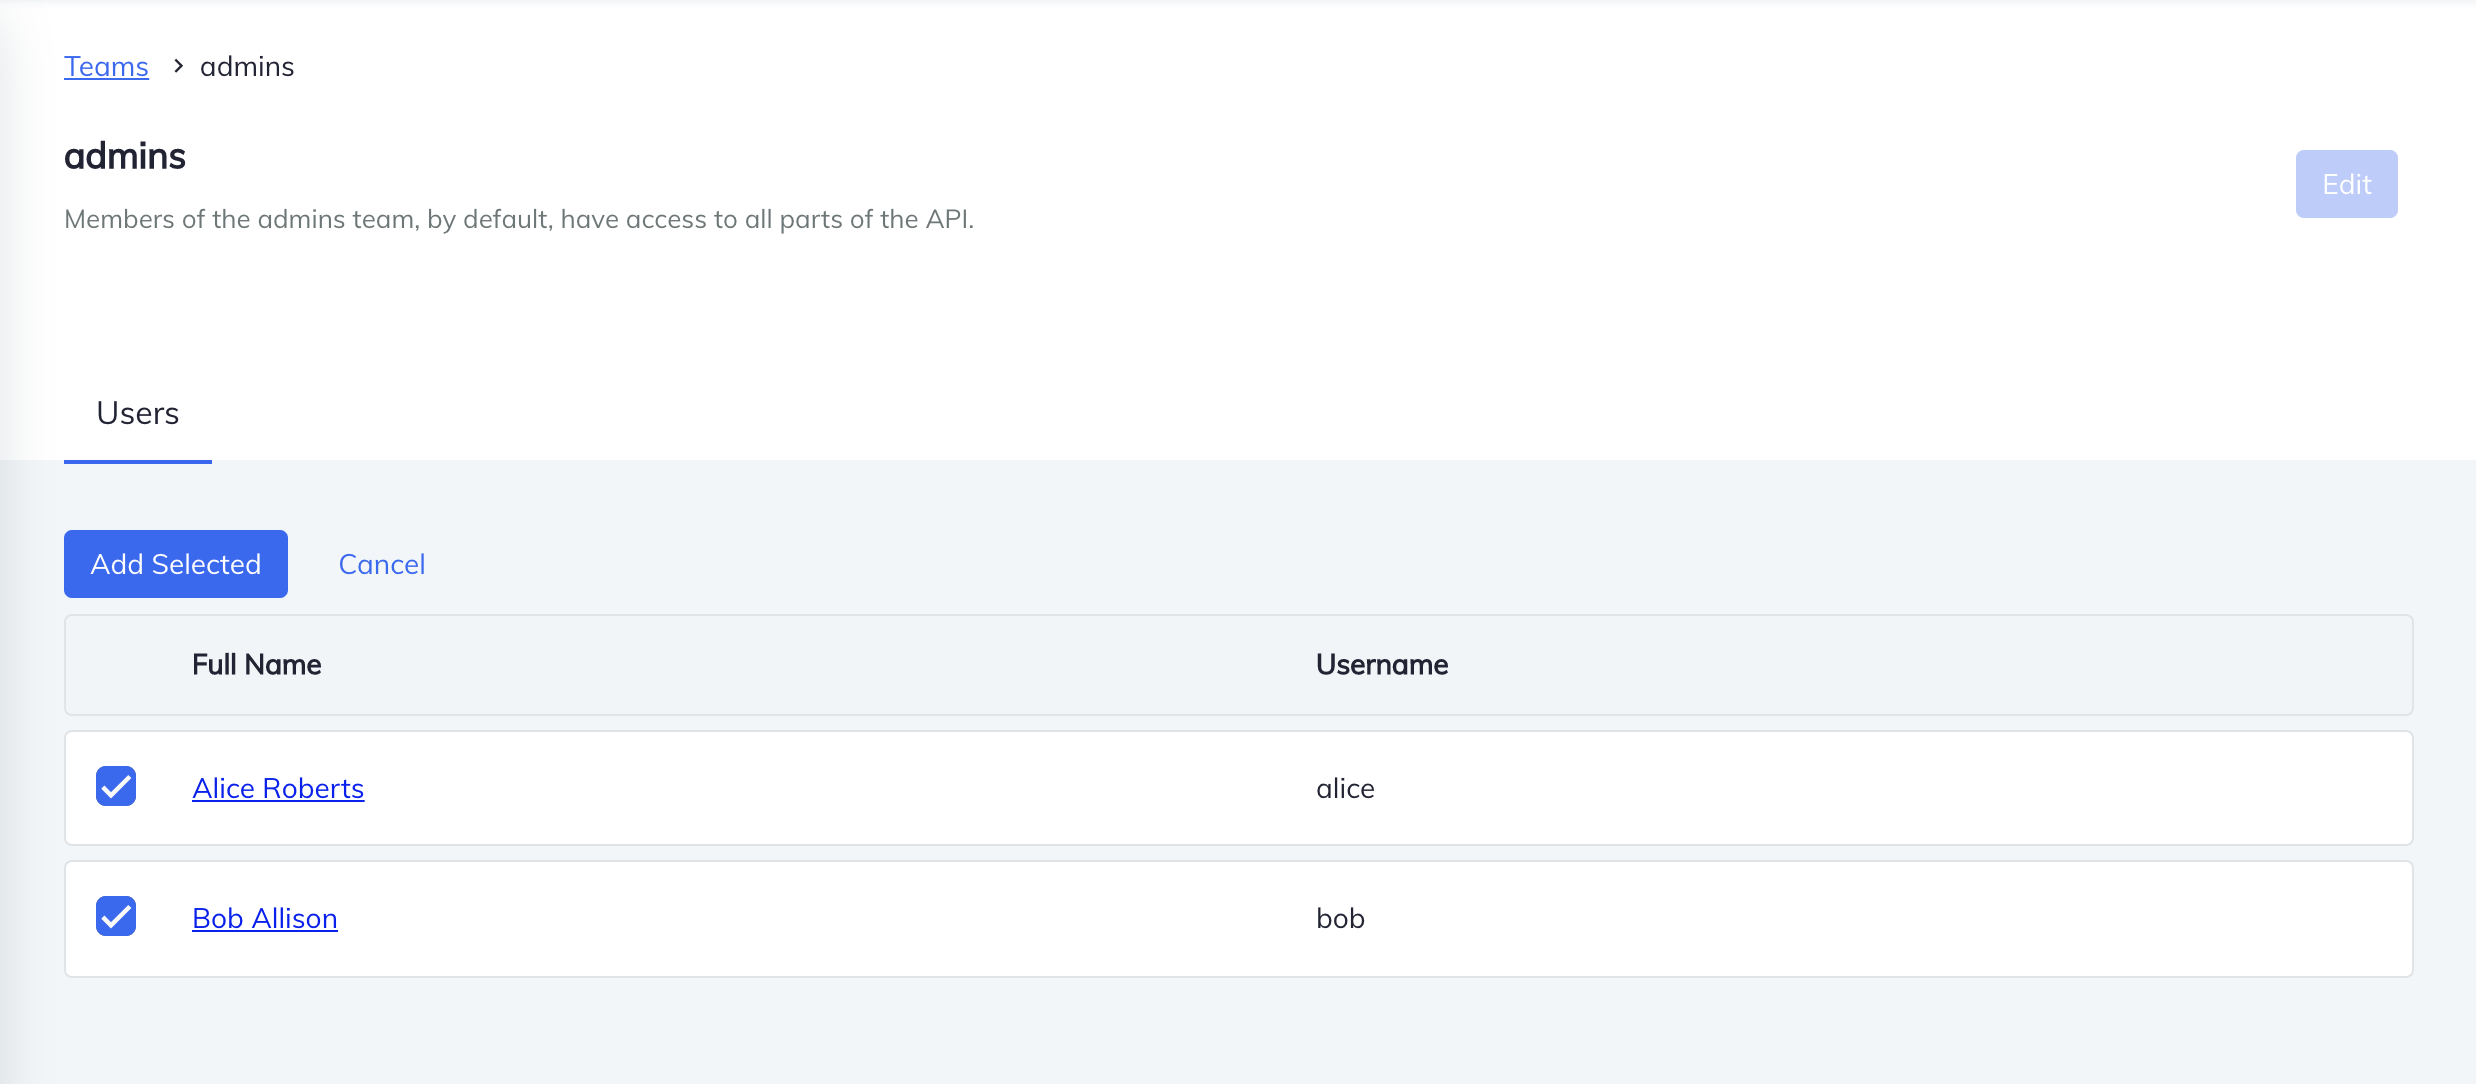 Teams > admins
admins
Edit
Members of the admins team, by default, have access to all parts of the API.
Users
Add Selected Cancel
Full Name Username
Alice Roberts alice
Bob Allison bob